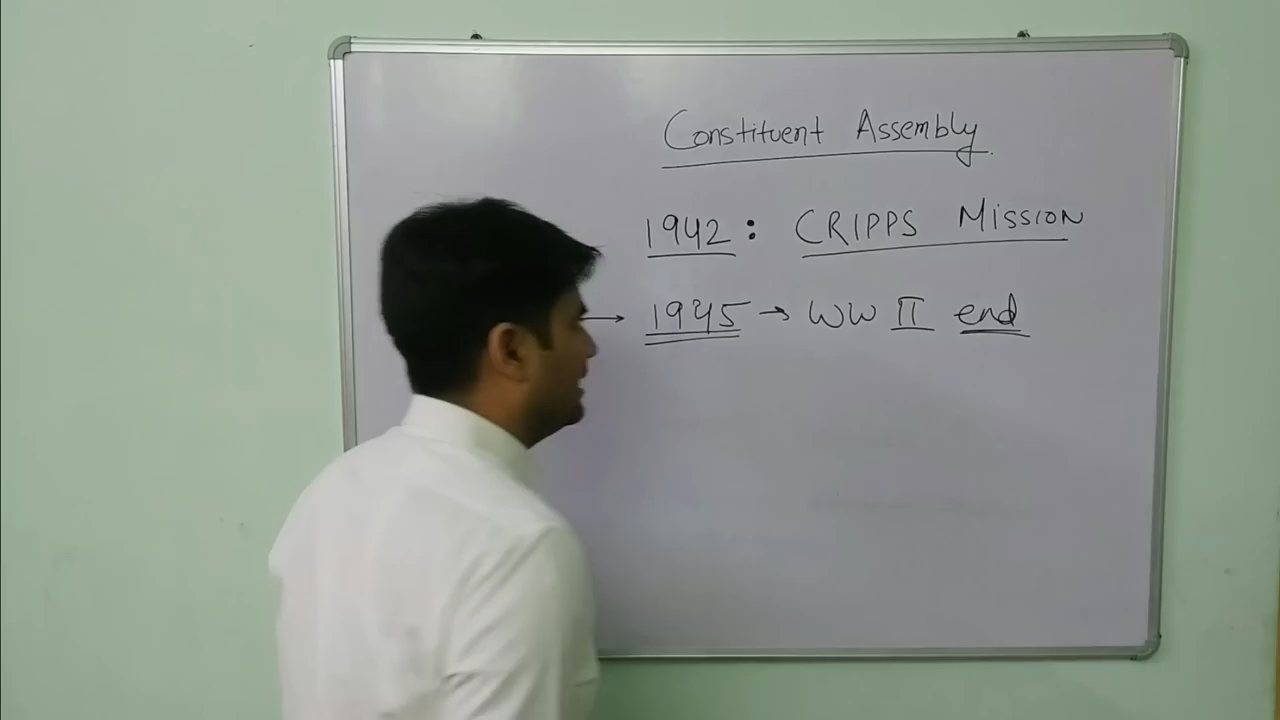 Constituent Assembly.
1942 : CRIPPS MissioN
→ 1945 → WW II end